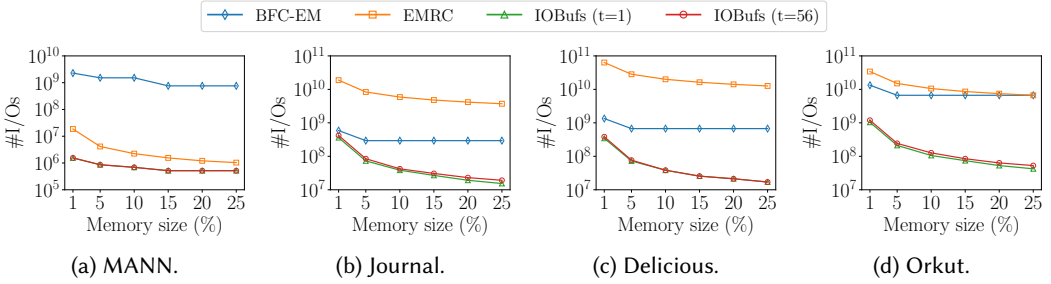 BFC-EM EMRC IOBufs (t=1) IOBufs (t=56)
10^10
10^9
10^8
10^7
10^6
10^5
#I/Os
1 5 10 15 20 25
Memory size (%)
(a) MANN.
10^11
10^10
10^9
10^8
10^7
#I/Os
1 5 10 15 20 25
Memory size (%)
(b) Journal.
10^11
10^10
10^9
10^8
10^7
#I/Os
1 5 10 15 20 25
Memory size (%)
(c) Delicious.
10^11
10^10
10^9
10^8
10^7
#I/Os
1 5 10 15 20 25
Memory size (%)
(d) Orkut.